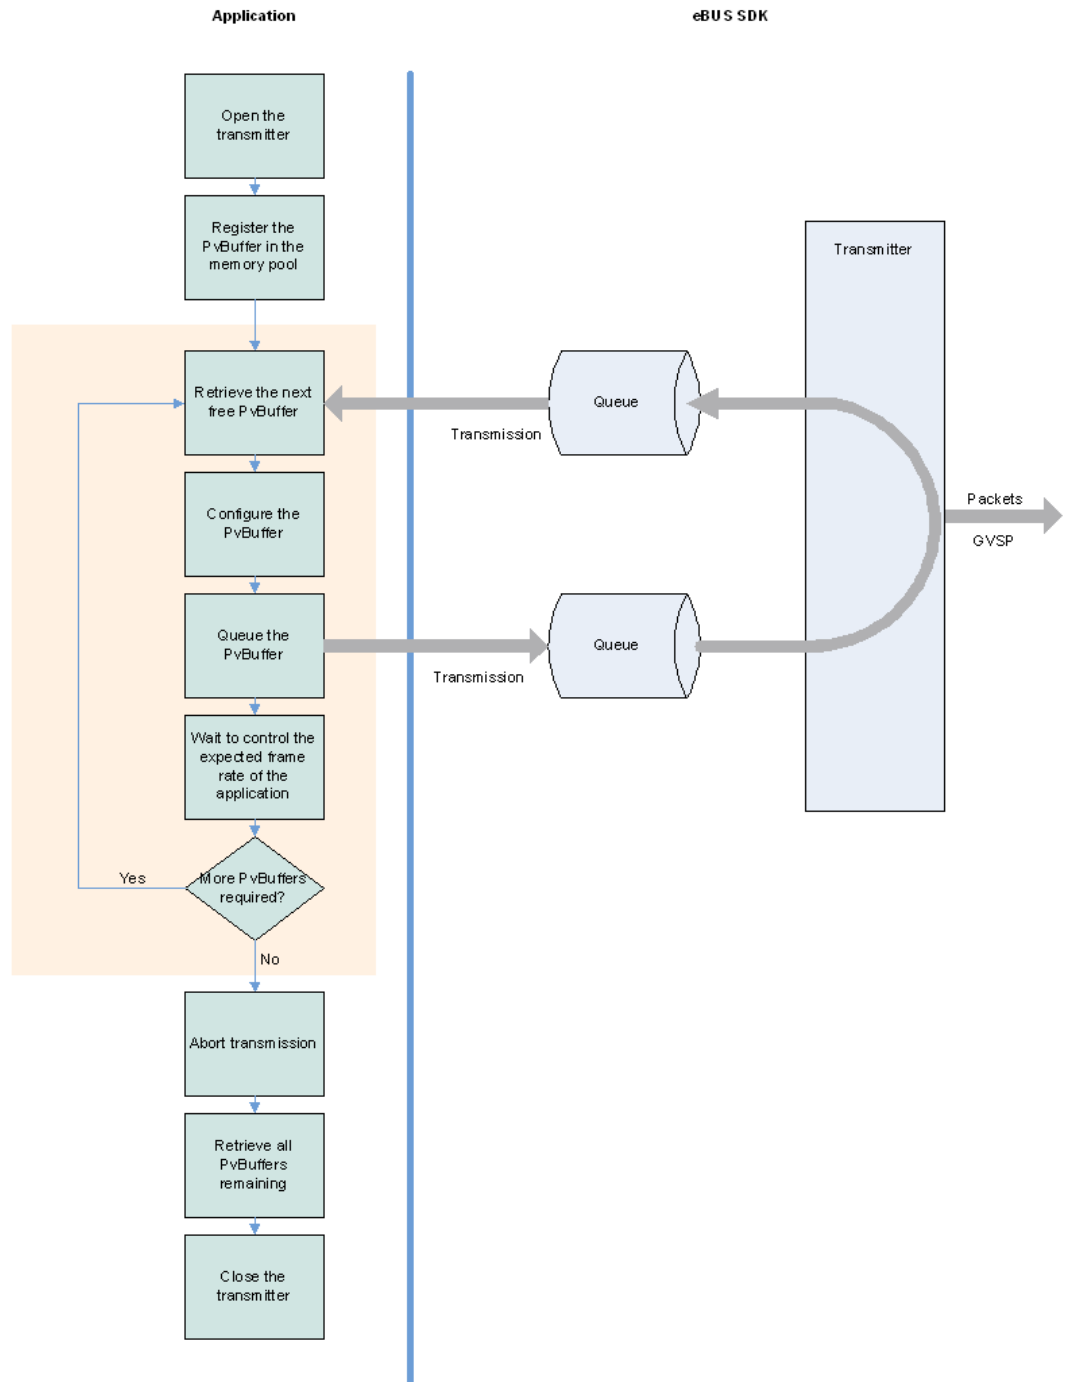 Application
eBUS SDK
Open the
transmitter
Register the
PvBuffer in the
memory pool
Transmitter
Retrieve the next
free PvBuffer
Queue
Transmission
Configure the
PvBuffer
Packets
GVSP
Queue the
PvBuffer
Queue
Transmission
Wait to control the
expected frame
rate of the
application
More PvBuffers
required?
Yes
No
Abort transmission
Retrieve all
PvBuffers
remaining
Close the
transmitter